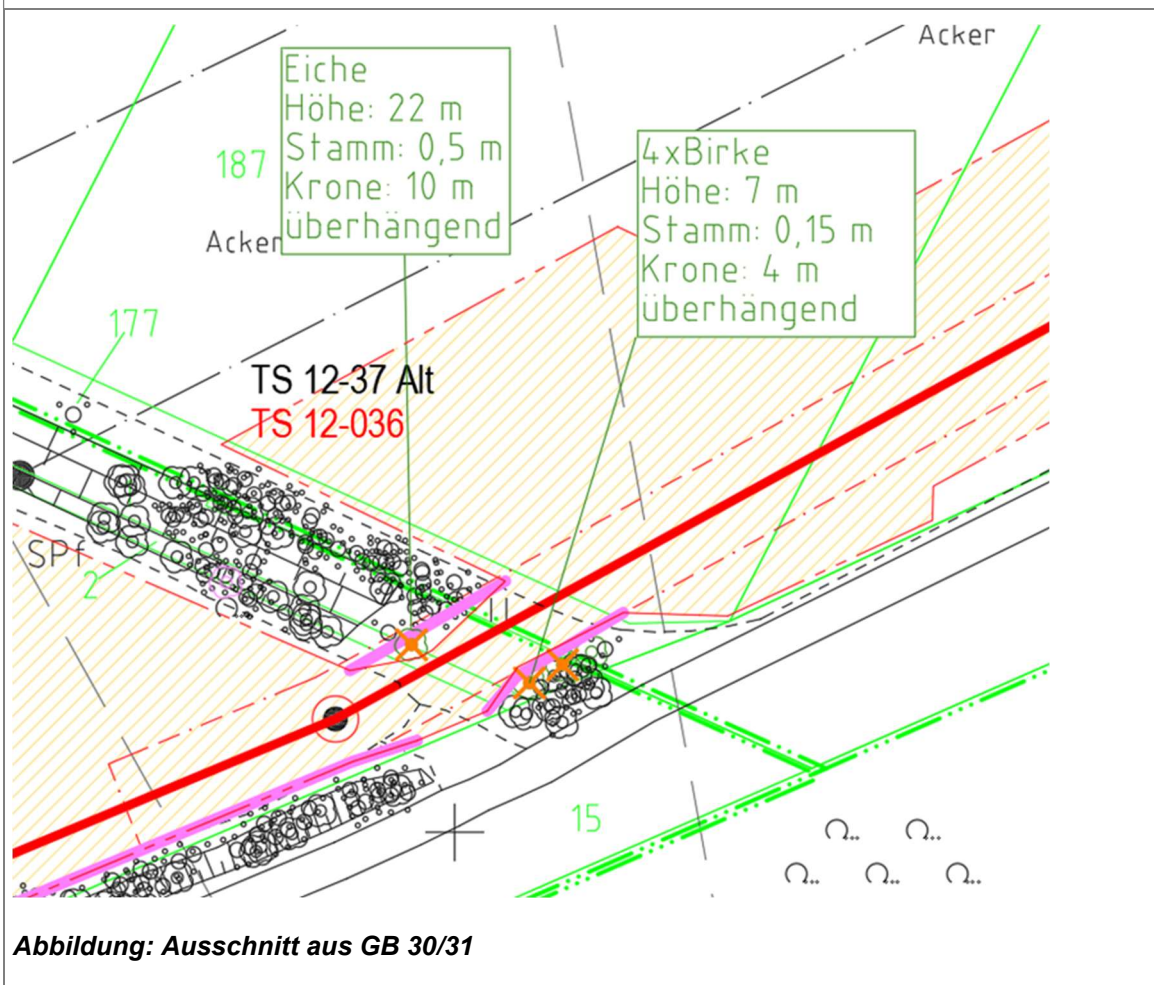 Acker
Eiche
Höhe: 22 m
Stamm: 0,5 m
Krone: 10 m
überhängend
4xBirke
Höhe: 7 m
Stamm: 0,15 m
Krone: 4 m
überhängend
187
Acker
177
TS 12-37 Alt
TS 12-036
SPf
2
15
Abbildung: Ausschnitt aus GB 30/31